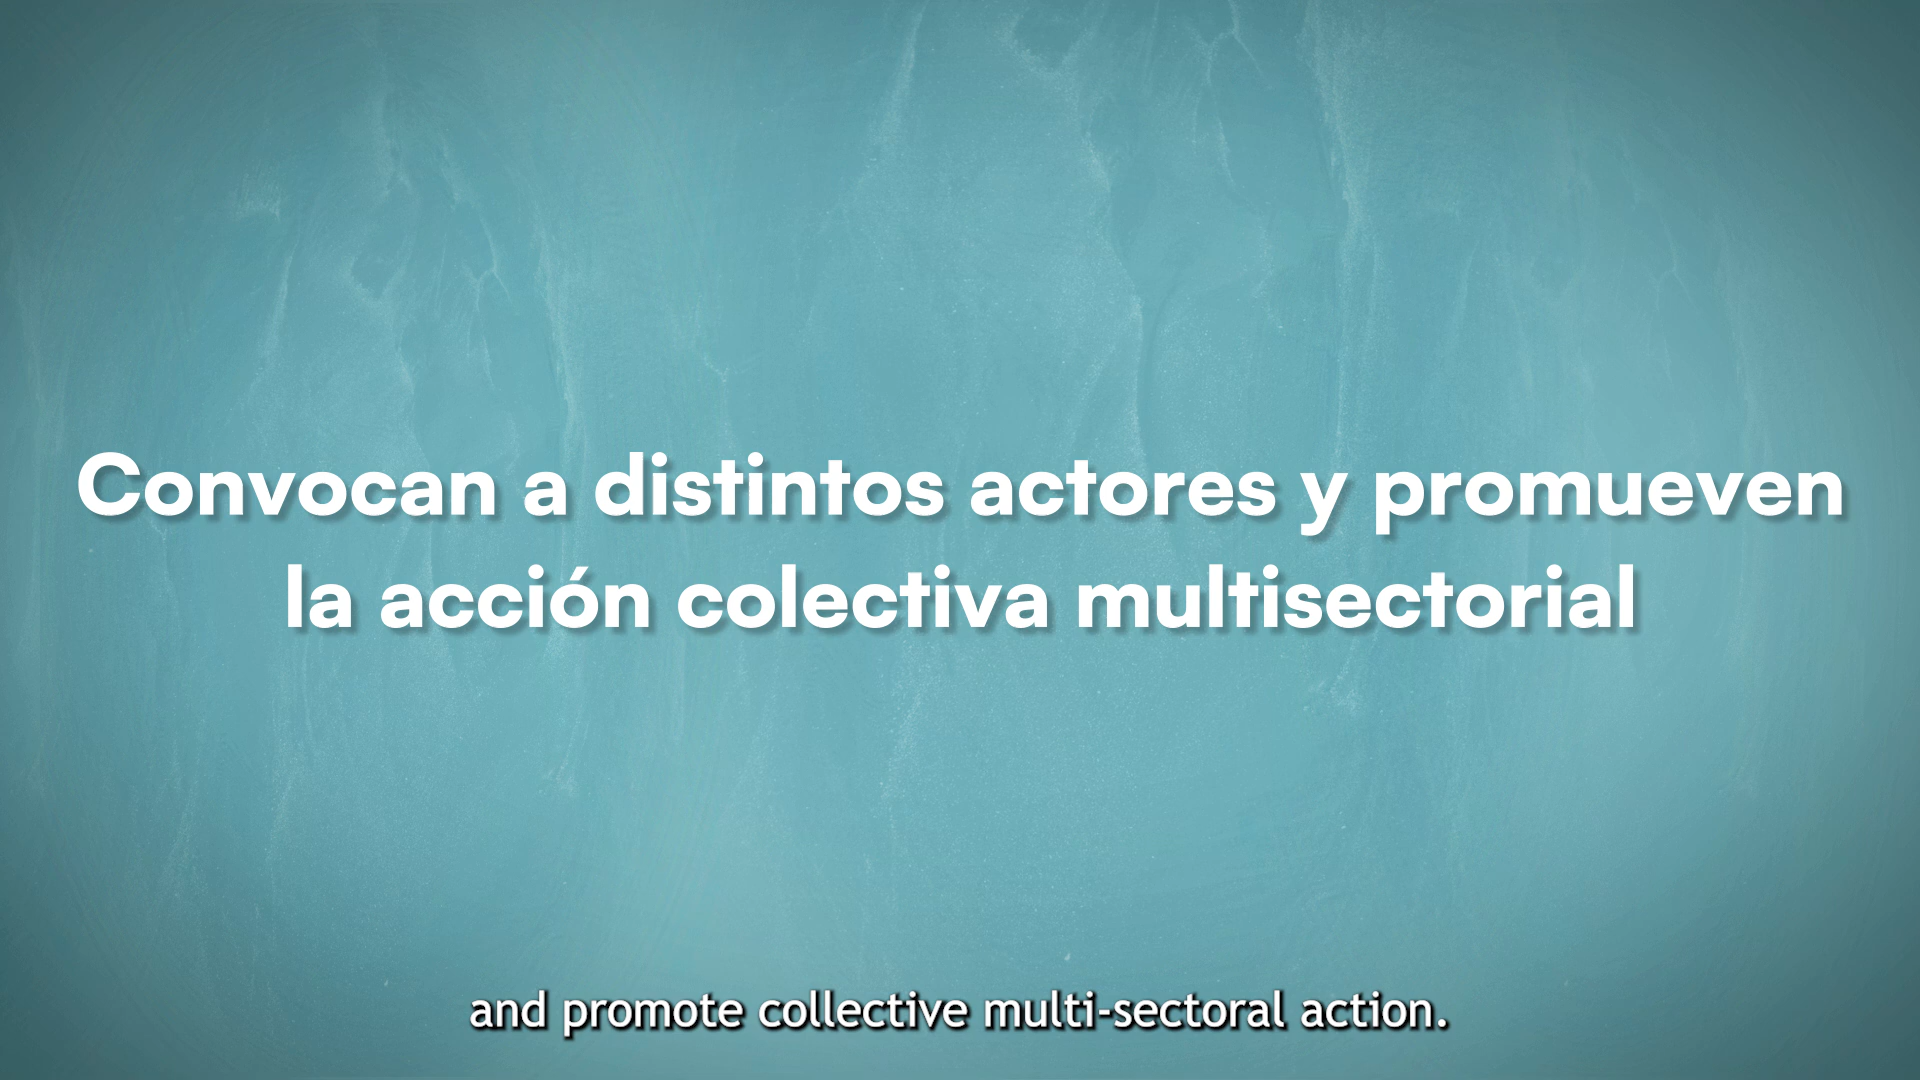 Convocan a distintos actores y promueven
la acción colectiva multisectorial
and promote collective multi-sectoral action.